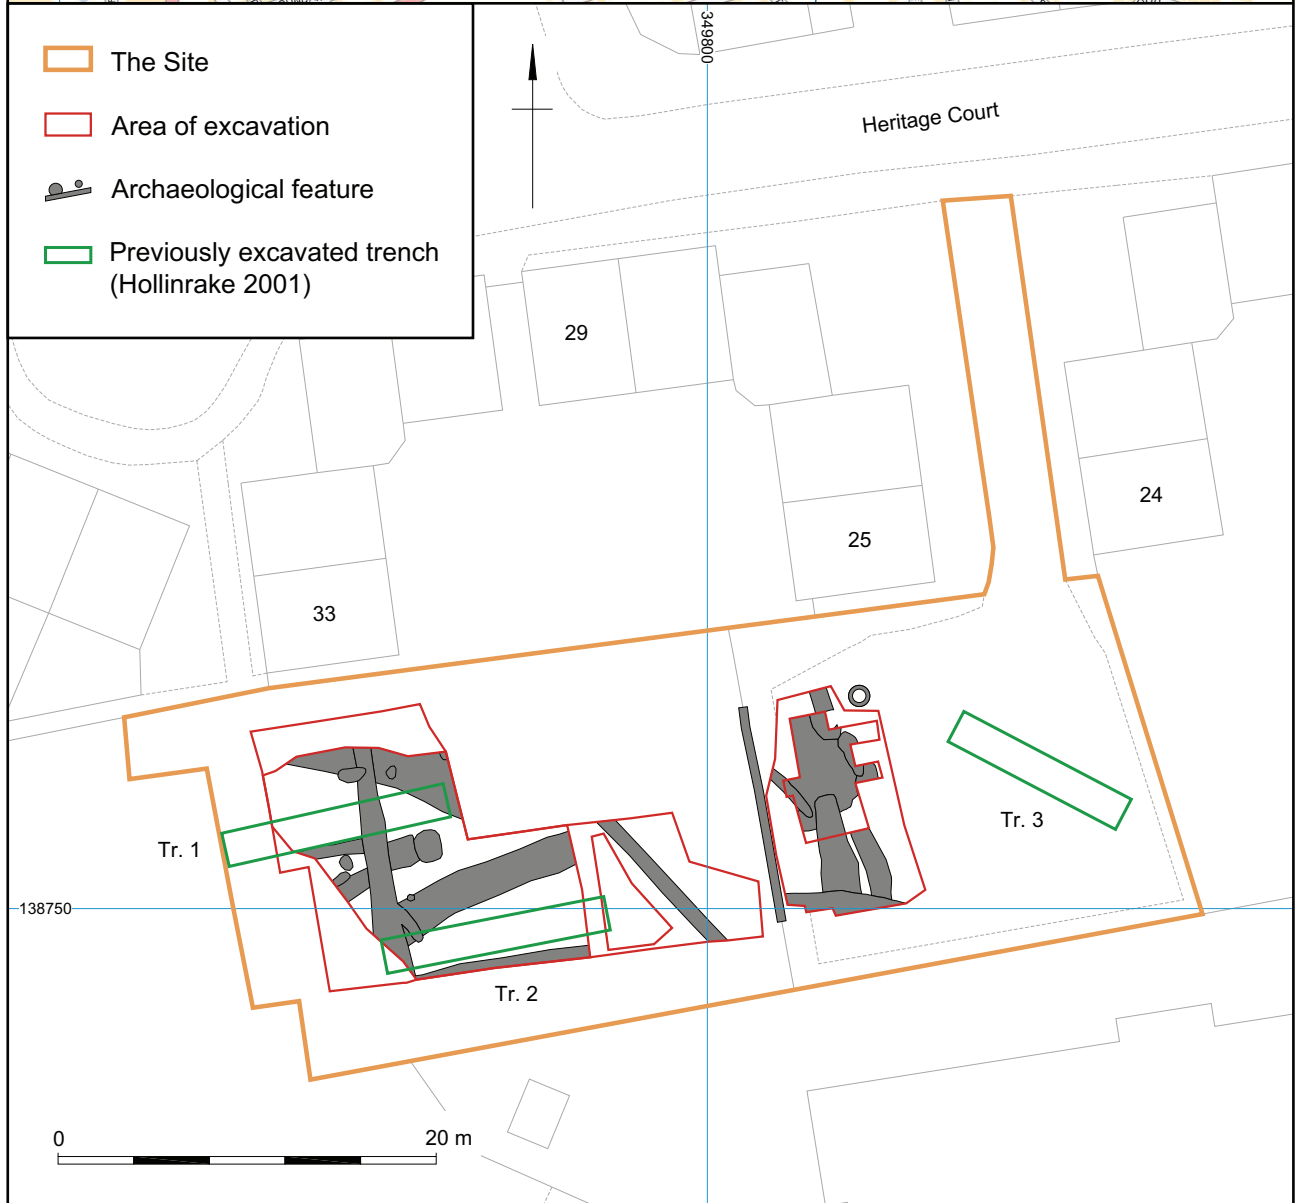 The Site
Area of excavation
Archaeological feature
Previously excavated trench
(Hollinrake 2001)
349800
Heritage Court
29
24
25
33
Tr. 3
Tr. 1
138750
Tr. 2
0
20 m